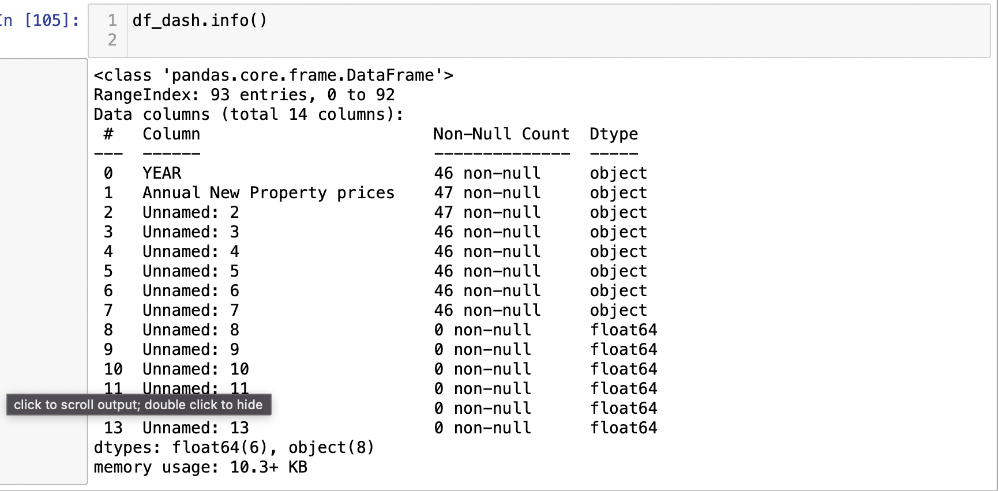 In [105]:
1 df_dash.info()
2
<class 'pandas.core.frame.DataFrame'>
RangeIndex: 93 entries, 0 to 92
Data columns (total 14 columns):
 #   Column                        Non-Null Count  Dtype
---  ------                        --------------  -----
 0   YEAR                          46 non-null     object
 1   Annual New Property prices    47 non-null     object
 2   Unnamed: 2                    47 non-null     object
 3   Unnamed: 3                    46 non-null     object
 4   Unnamed: 4                    46 non-null     object
 5   Unnamed: 5                    46 non-null     object
 6   Unnamed: 6                    46 non-null     object
 7   Unnamed: 7                    46 non-null     object
 8   Unnamed: 8                    0 non-null      float64
 9   Unnamed: 9                    0 non-null      float64
 10  Unnamed: 10                   0 non-null      float64
 11  Unnamed: 11                   0 non-null      float64
click to scroll output; double click to hide
0 non-null      float64
 13  Unnamed: 13                   0 non-null      float64
dtypes: float64(6), object(8)
memory usage: 10.3+ KB